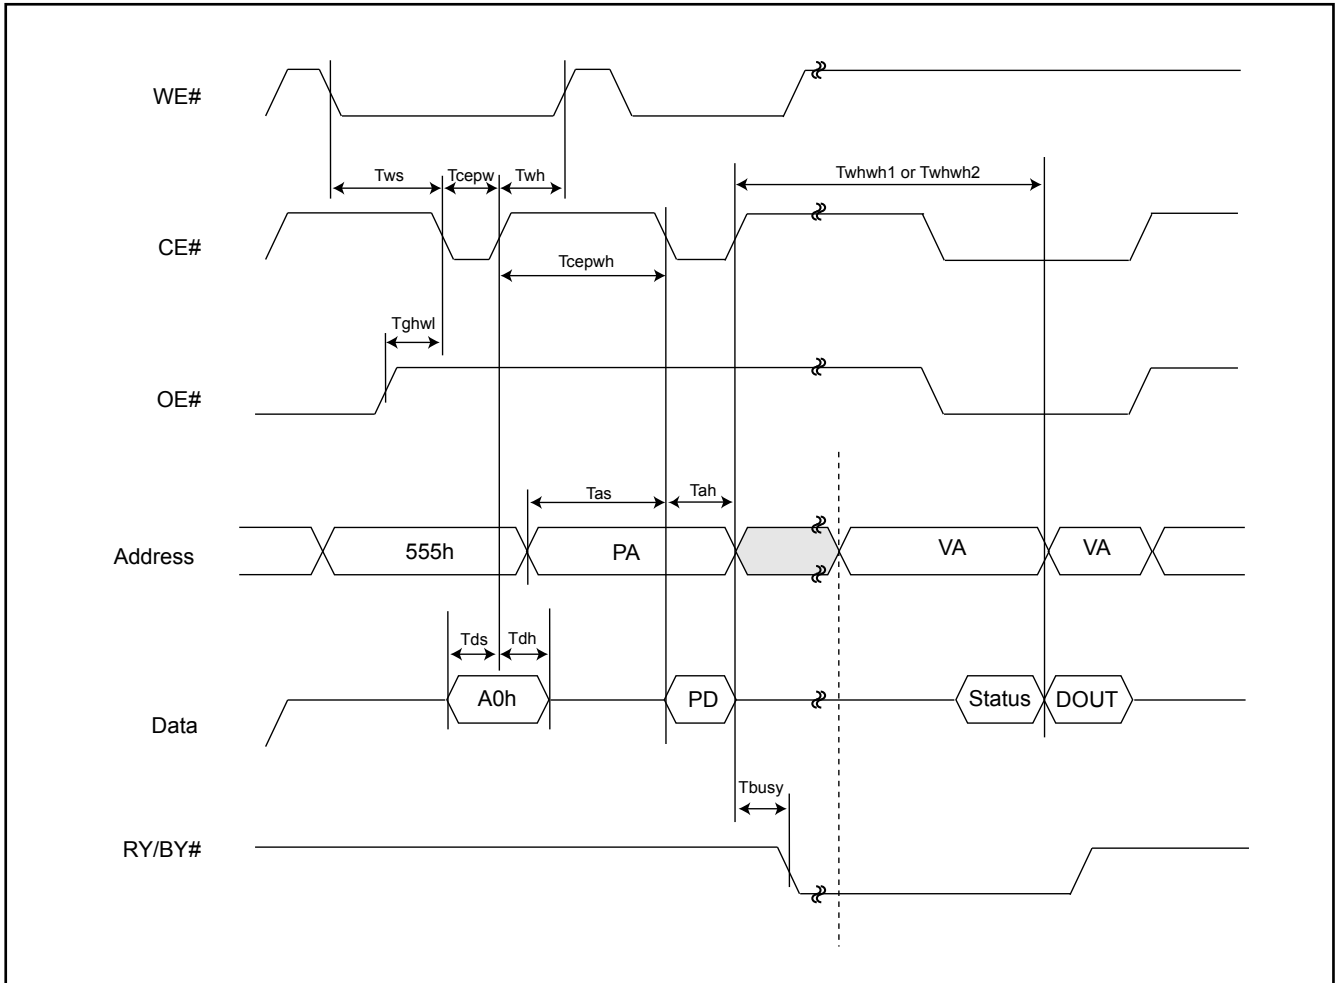 WE#
Tws
Tcepw
Twh
Twhwh1 or Twhwh2
CE#
Tcepwh
Tghwl
OE#
Tas
Tah
Address
555h
PA
VA
VA
Tds
Tdh
Data
A0h
PD
Status
DOUT
Tbusy
RY/BY#